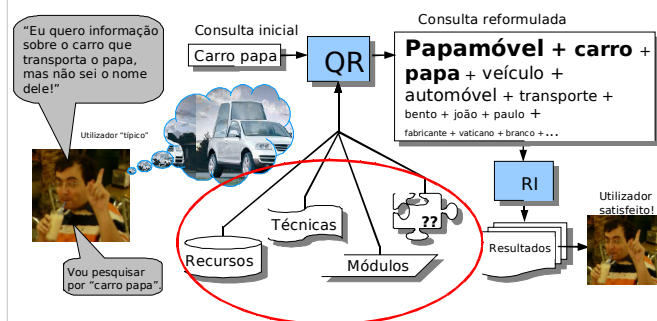 “Eu quero informação
sobre o carro que
transporta o papa,
mas não sei o nome
dele!”
Utilizador “típico”
Vou pesquisar
por “carro papa”.
Consulta inicial
Carro papa
QR
Consulta reformulada
Papamóvel + carro +
papa + veículo +
automóvel + transporte +
bento + joão + paulo +
fabricante + vaticano + branco + ...
Recursos
Técnicas
Módulos
??
RI
Resultados
Utilizador
satisfeito!